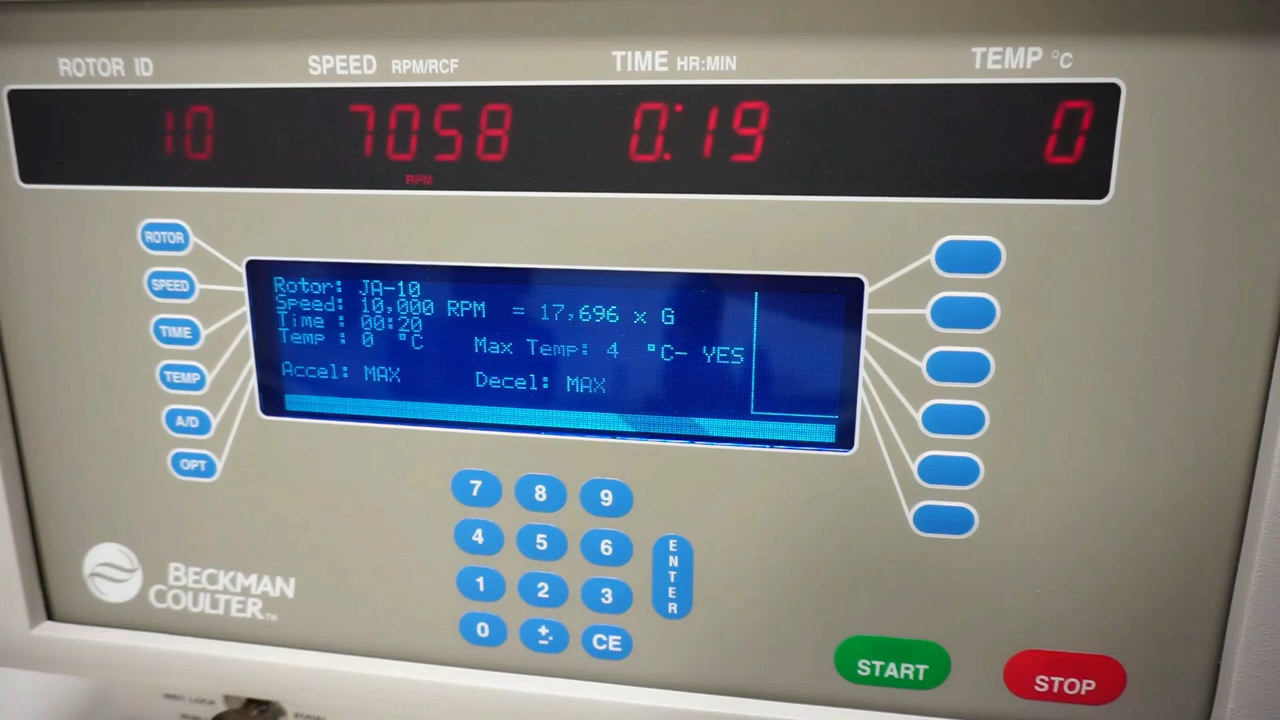 ROTOR ID SPEED RPM/RCF TIME HR:MIN TEMP °C
10 7058 0:19 0
RPM
ROTOR
SPEED
TIME
TEMP
A/D
OPT
Rotor: JA-10
Speed: 10,000 RPM = 17,696 x G
Time : 00:20
Temp : 0 °C Max Temp: 4 °C- YES
Accel: MAX Decel: MAX
7 8 9
4 5 6
1 2 3
0 +-. CE
ENTER
BECKMAN
COULTER™
START STOP